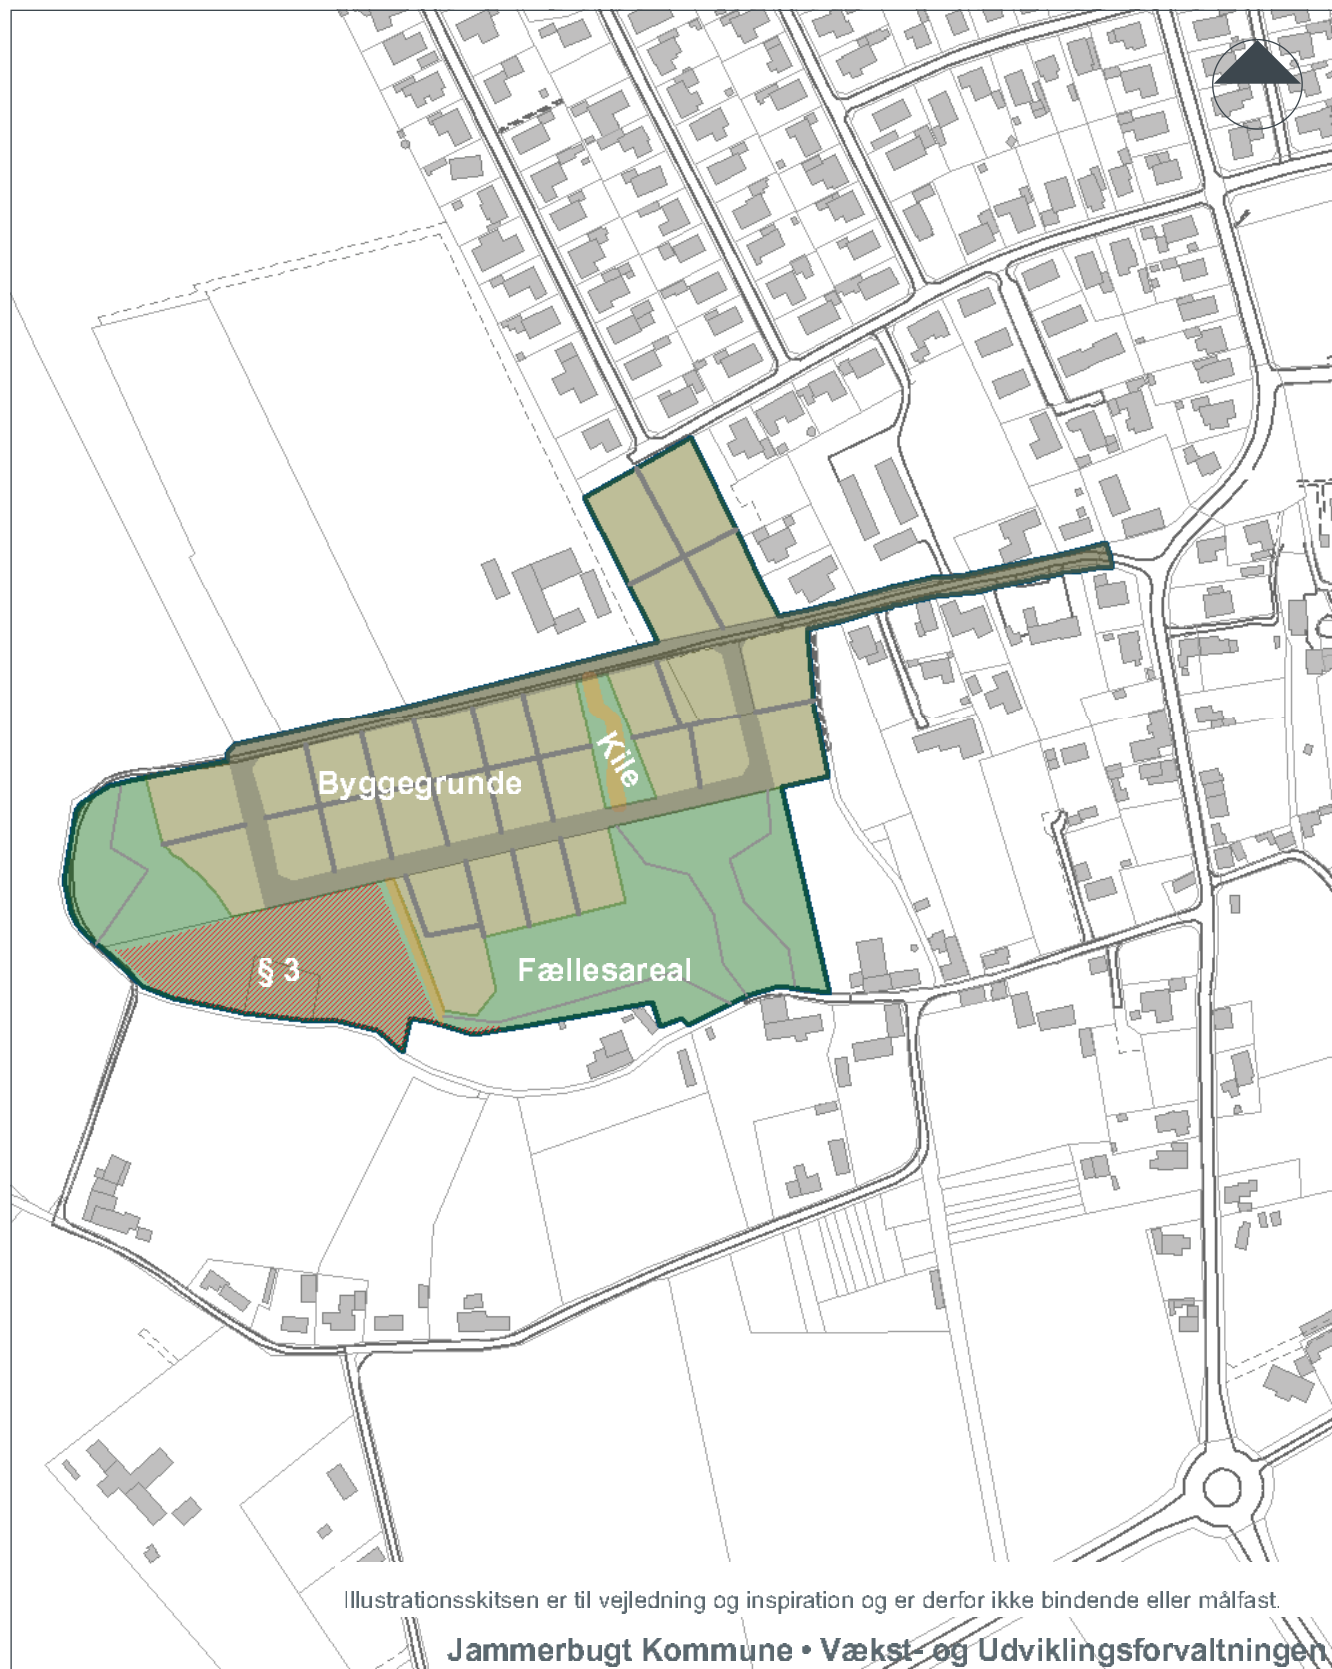 Kile
Byggegrunde
§ 3
Fællesareal
Illustrationsskitsen er til vejledning og inspiration og er derfor ikke bindende eller målfast.
Jammerbugt Kommune • Vækst- og Udviklingsforvaltningen